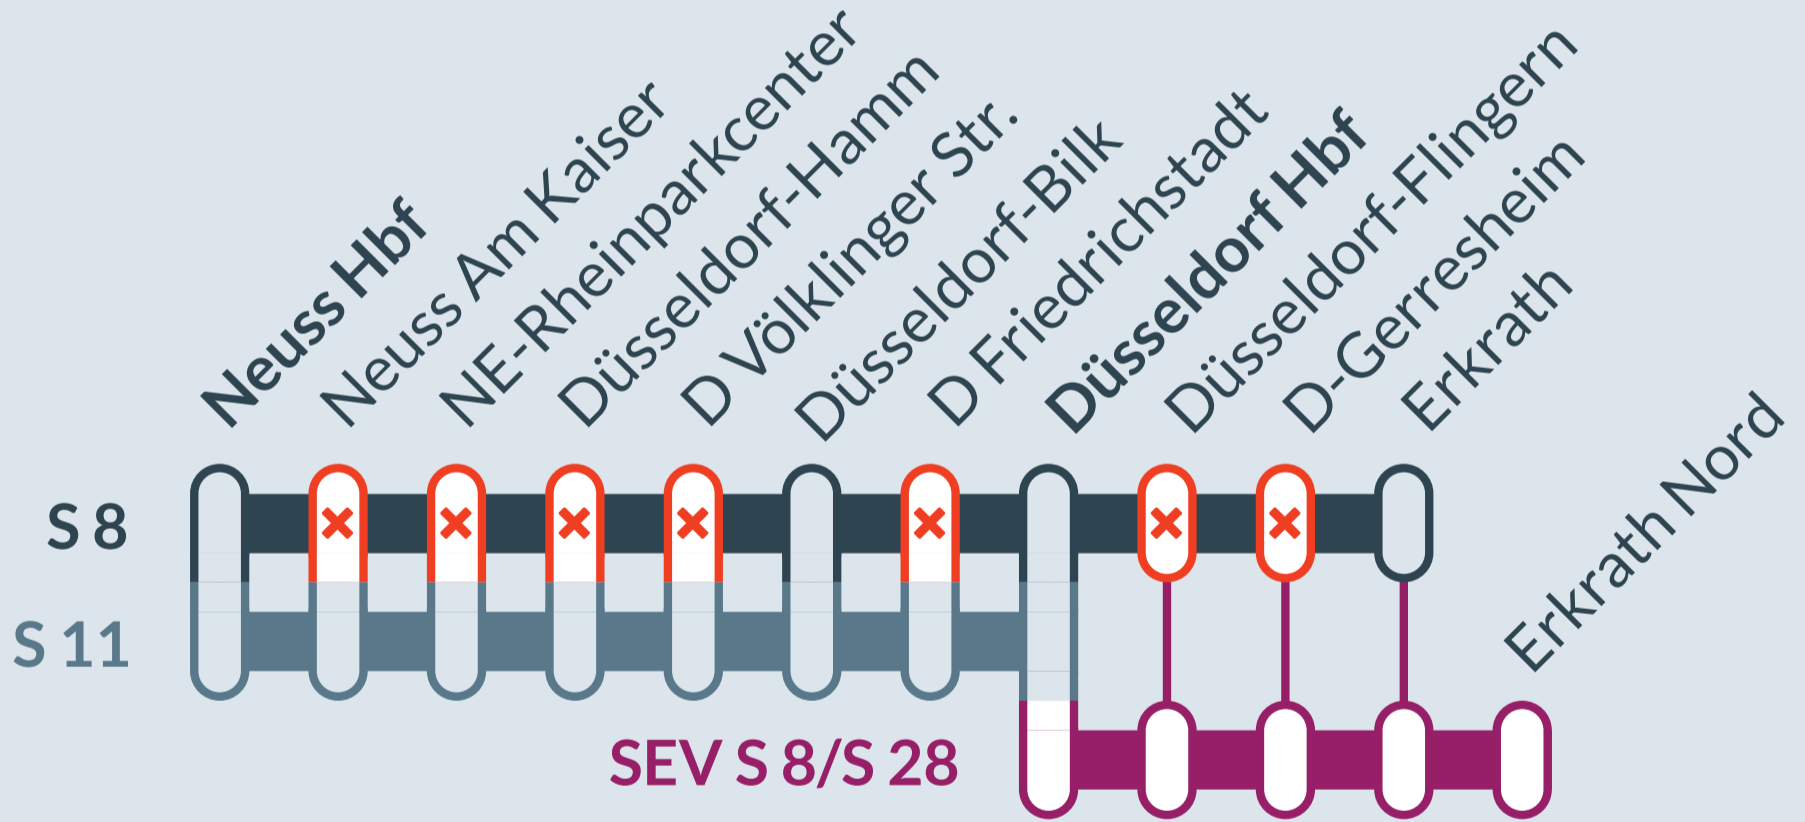 Neuss Hbf
Neuss Am Kaiser
NE-Rheinparkcenter
Düsseldorf-Hamm
D Völklinger Str.
Düsseldorf-Bilk
D Friedrichstadt
Düsseldorf Hbf
Düsseldorf-Flingern
D-Gerresheim
Erkrath
Erkrath Nord
S 8
S 11
SEV S 8/S 28